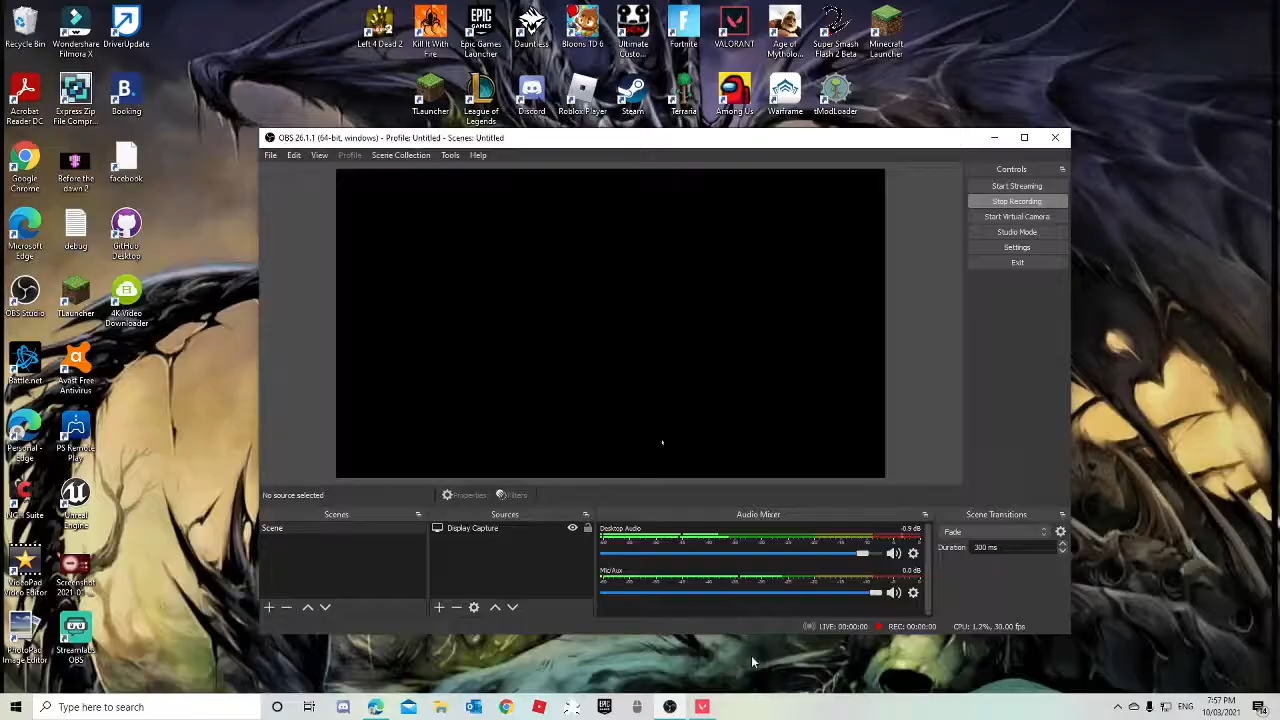 Recycle Bin
Wondershare Filmora X
DriverUpdate
Left 4 Dead 2
Kill It With Fire
Epic Games Launcher
Dauntless
Bloons TD 6
Ultimate Custo...
Fortnite
VALORANT
Age of Mytholo...
Super Smash Flash 2 Beta
Minecraft Launcher
Acrobat Reader DC
Express Zip File Compr...
Booking
TLauncher
League of Legends
Discord
Roblox Player
Steam
Terraria
Among Us
Warframe
tModLoader
OBS 26.1.1 (64-bit, windows) - Profile: Untitled - Scenes: Untitled
File Edit View Profile Scene Collection Tools Help
Google Chrome
Before the dawn 2
facebook
Microsoft Edge
debug
GitHub Desktop
OBS Studio
TLauncher
4K Video Downloader
Battle.net
Avast Free Antivirus
Personal - Edge
PS Remote Play
NCH Suite
Unreal Engine
VideoPad Video Editor
Screenshot 2021-01...
PhotoPad Image Editor
Streamlabs OBS
Controls
Start Streaming
Stop Recording
Start Virtual Camera
Studio Mode
Settings
Exit
No source selected
Properties
Filters
Scenes
Sources
Audio Mixer
Scene Transitions
Scene
Display Capture
Desktop Audio
-0.9 dB
Mic/Aux
0.0 dB
Fade
Duration 300 ms
LIVE: 00:00:00
REC: 00:00:00
CPU: 1.2%, 30.00 fps
Type here to search
ENG
7:57 PM
10/03/2021